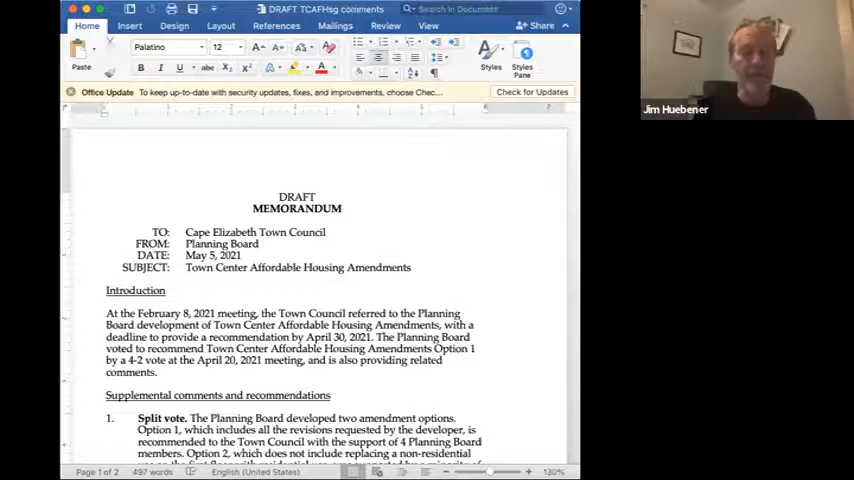 DRAFT TCAFHsg comments
Search in Document
Home Insert Design Layout References Mailings Review View Share
Palatino 12
Paste
B I U abc X₂ X²
Styles
Styles Pane
Office Update To keep up-to-date with security updates, fixes, and improvements, choose Chec... Check for Updates
Jim Huebener
DRAFT
MEMORANDUM
TO: Cape Elizabeth Town Council
FROM: Planning Board
DATE: May 5, 2021
SUBJECT: Town Center Affordable Housing Amendments
Introduction
At the February 8, 2021 meeting, the Town Council referred to the Planning
Board development of Town Center Affordable Housing Amendments, with a
deadline to provide a recommendation by April 30, 2021. The Planning Board
voted to recommend Town Center Affordable Housing Amendments Option 1
by a 4-2 vote at the April 20, 2021 meeting, and is also providing related
comments.
Supplemental comments and recommendations
1. Split vote. The Planning Board developed two amendment options.
Option 1, which includes all the revisions requested by the developer, is
recommended to the Town Council with the support of 4 Planning Board
members. Option 2, which does not include replacing a non-residential
Page 1 of 2 497 words English (United States) 130%